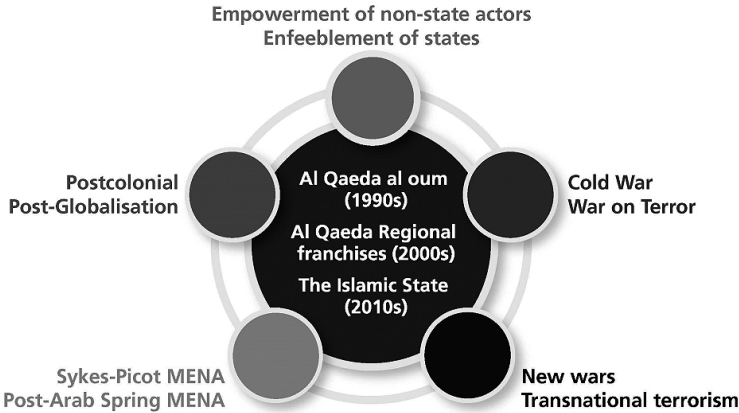 Empowerment of non-state actors
Enfeeblement of states
Postcolonial
Post-Globalisation
Al Qaeda al oum
(1990s)
Al Qaeda Regional
franchises (2000s)
The Islamic State
(2010s)
Cold War
War on Terror
Sykes-Picot MENA
Post-Arab Spring MENA
New wars
Transnational terrorism